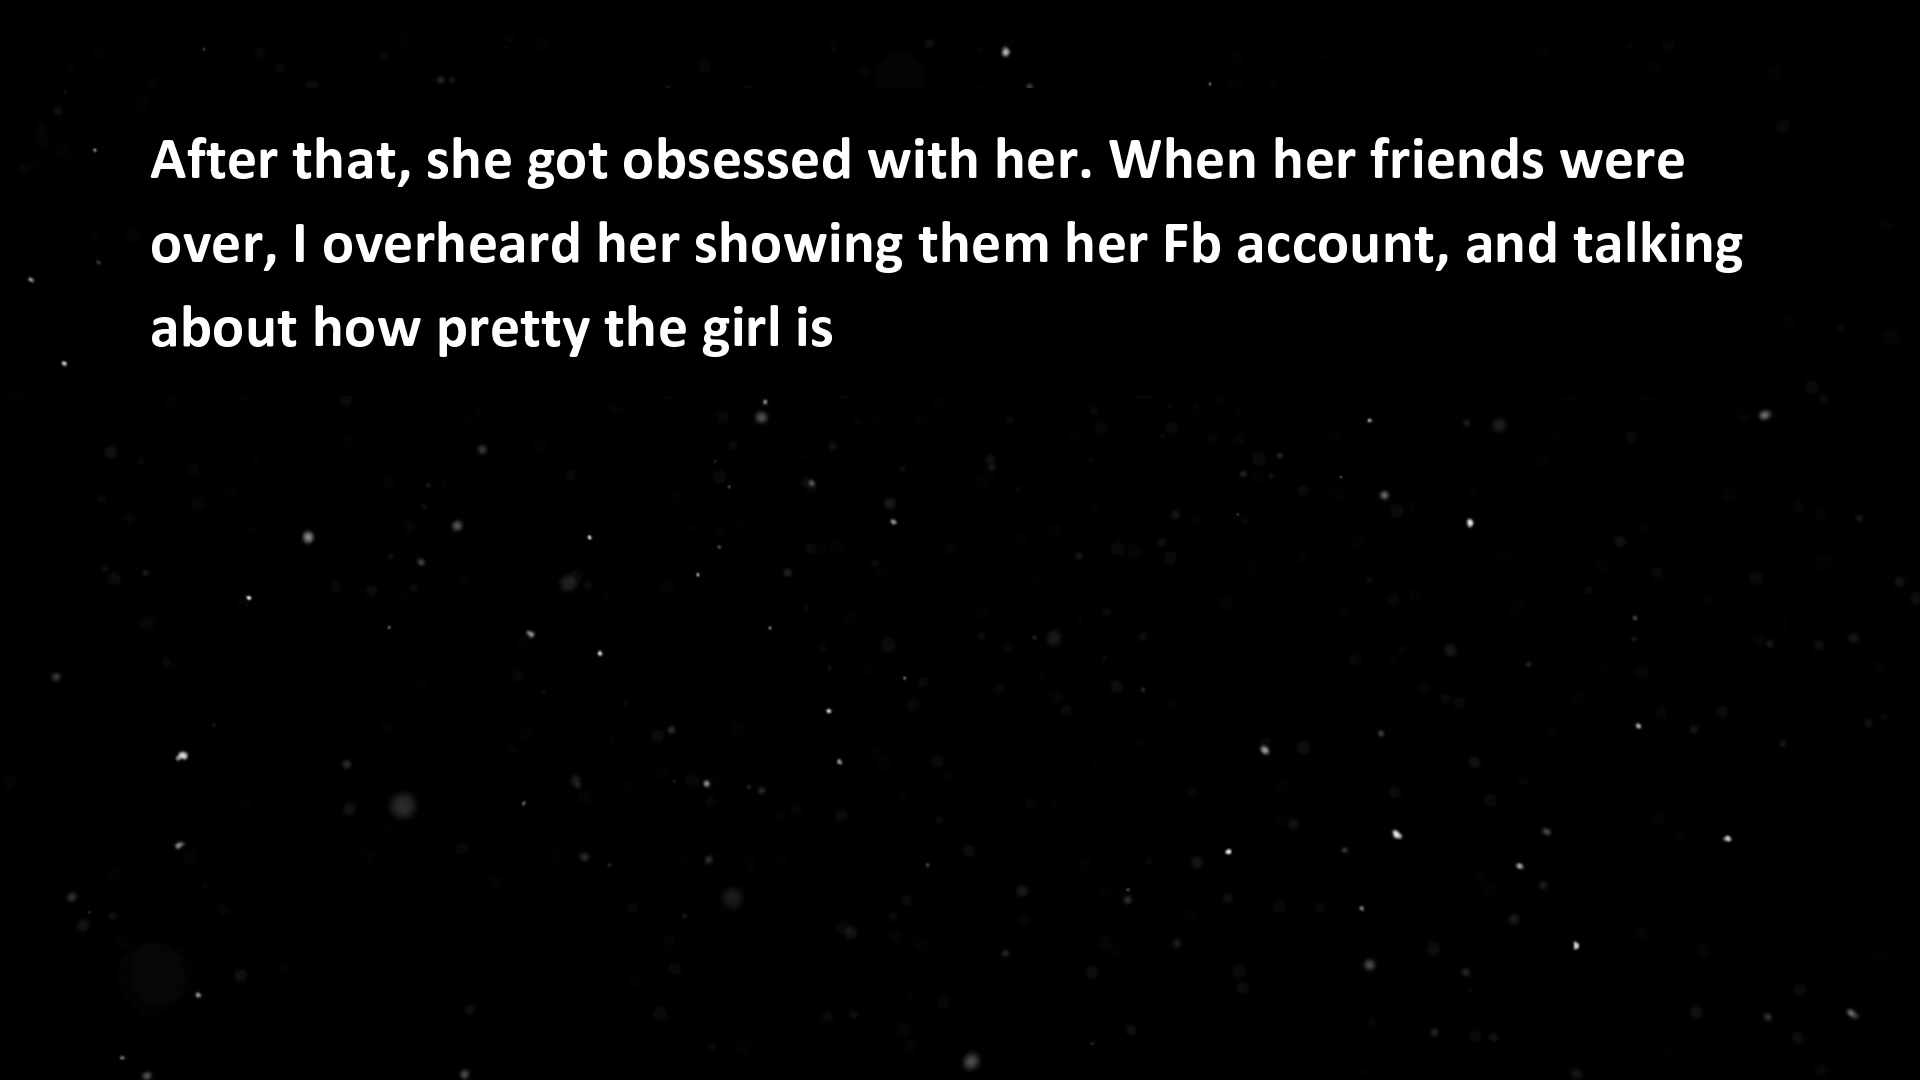 After that, she got obsessed with her. When her friends were
over, I overheard her showing them her Fb account, and talking
about how pretty the girl is